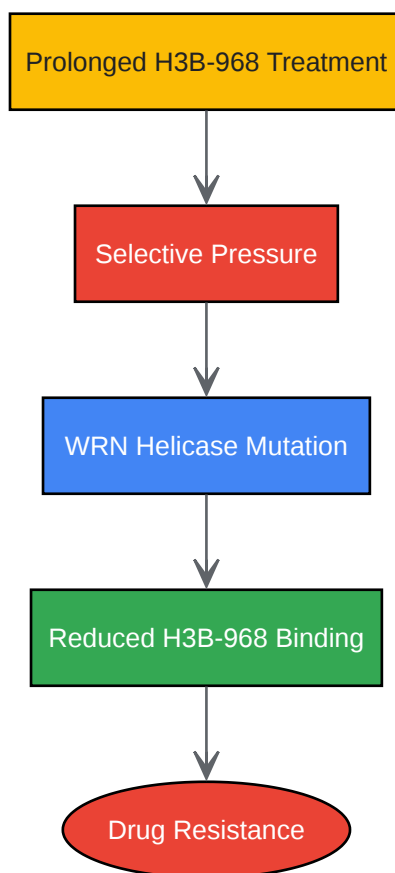 Prolonged H3B-968 Treatment
Selective Pressure
WRN Helicase Mutation
Reduced H3B-968 Binding
Drug Resistance